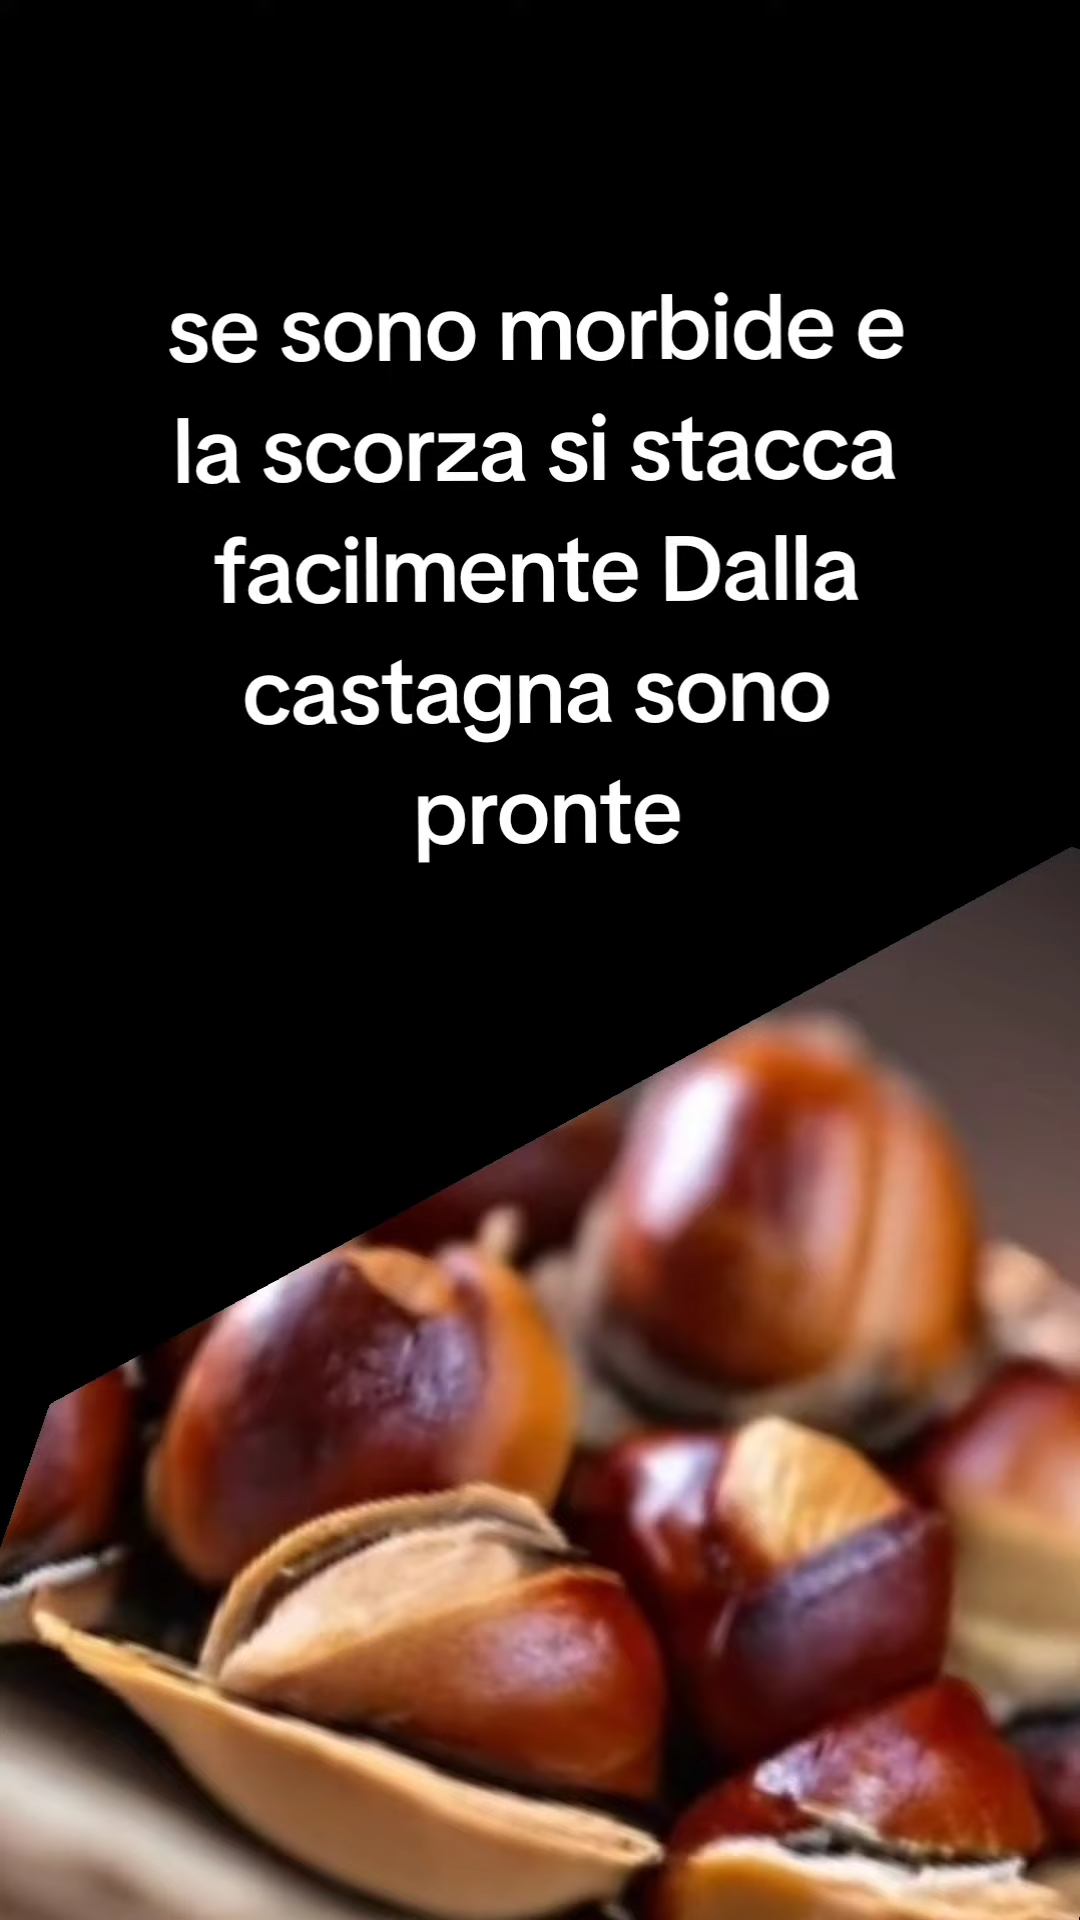 se sono morbide e
la scorza si stacca
facilmente Dalla
castagna sono
pronte